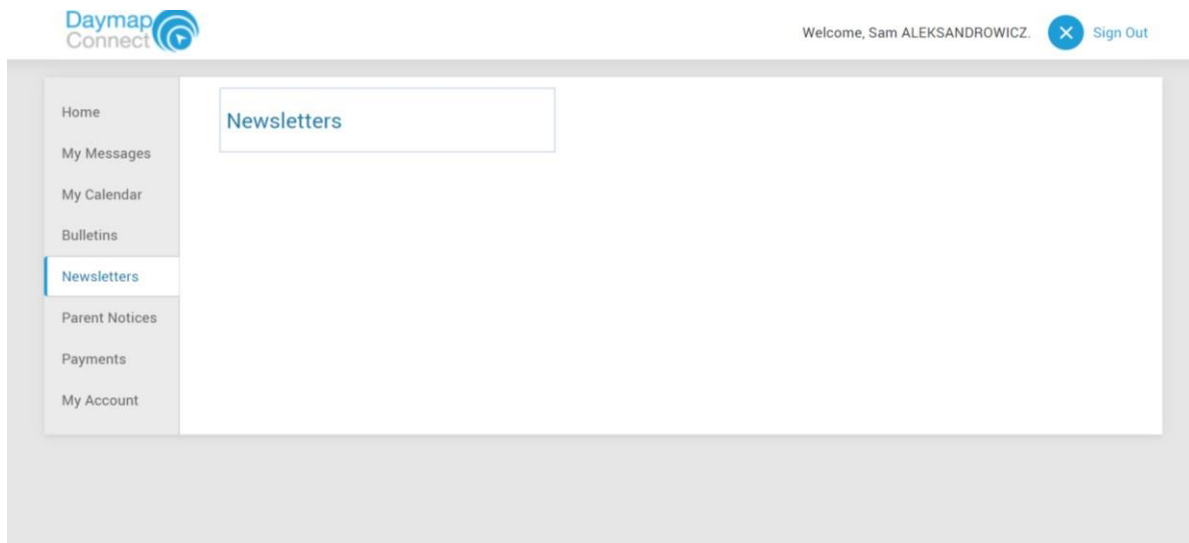 Daymap
Connect
Welcome, Sam ALEKSANDROWICZ.
Sign Out
Home
My Messages
My Calendar
Bulletins
Newsletters
Parent Notices
Payments
My Account
Newsletters